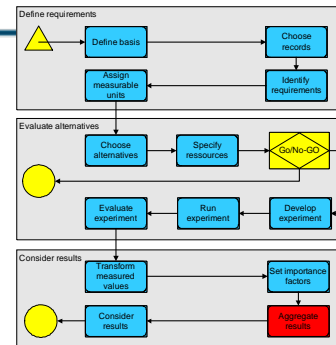 Define requirements
Define basis
Choose
records
Assign
measurable
units
Identify
requirements
Evaluate alternatives
Choose
alternatives
Specify
ressources
Go/No-GO
Evaluate
experiment
Run
experiment
Develop
experiment
Consider results
Transform
measured
values
Set importance
factors
Consider
results
Aggregate
results